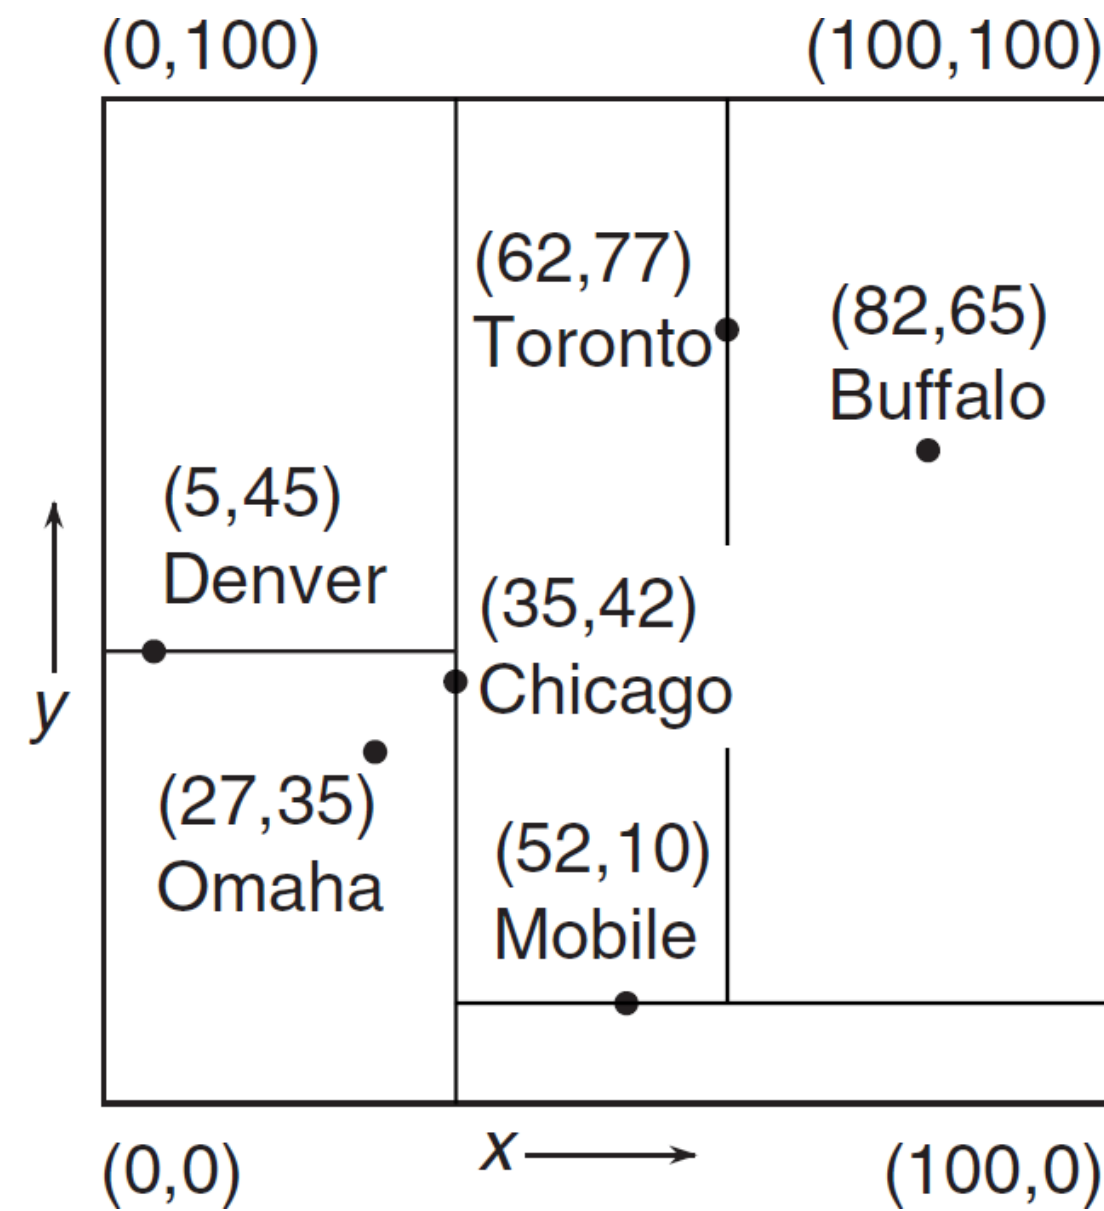 (0,100)
(100,100)
(62,77)
Toronto
(82,65)
Buffalo
(5,45)
Denver
(35,42)
Chicago
y
(27,35)
Omaha
(52,10)
Mobile
(0,0)
x
(100,0)